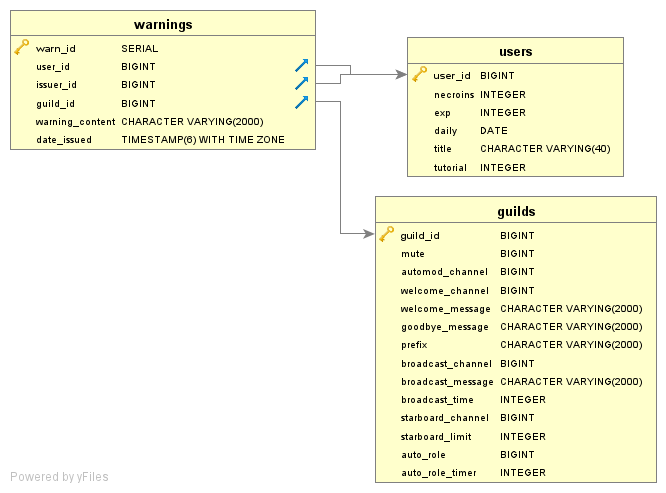 warnings
warn_id SERIAL
user_id BIGINT
issuer_id BIGINT
guild_id BIGINT
warning_content CHARACTER VARYING(2000)
date_issued TIMESTAMP(6) WITH TIME ZONE
users
user_id BIGINT
necroins INTEGER
exp INTEGER
daily DATE
title CHARACTER VARYING(40)
tutorial INTEGER
guilds
guild_id BIGINT
mute BIGINT
automod_channel BIGINT
welcome_channel BIGINT
welcome_message CHARACTER VARYING(2000)
goodbye_message CHARACTER VARYING(2000)
prefix CHARACTER VARYING(2000)
broadcast_channel BIGINT
broadcast_message CHARACTER VARYING(2000)
broadcast_time INTEGER
starboard_channel BIGINT
starboard_limit INTEGER
auto_role BIGINT
auto_role_timer INTEGER
Powered by yFiles